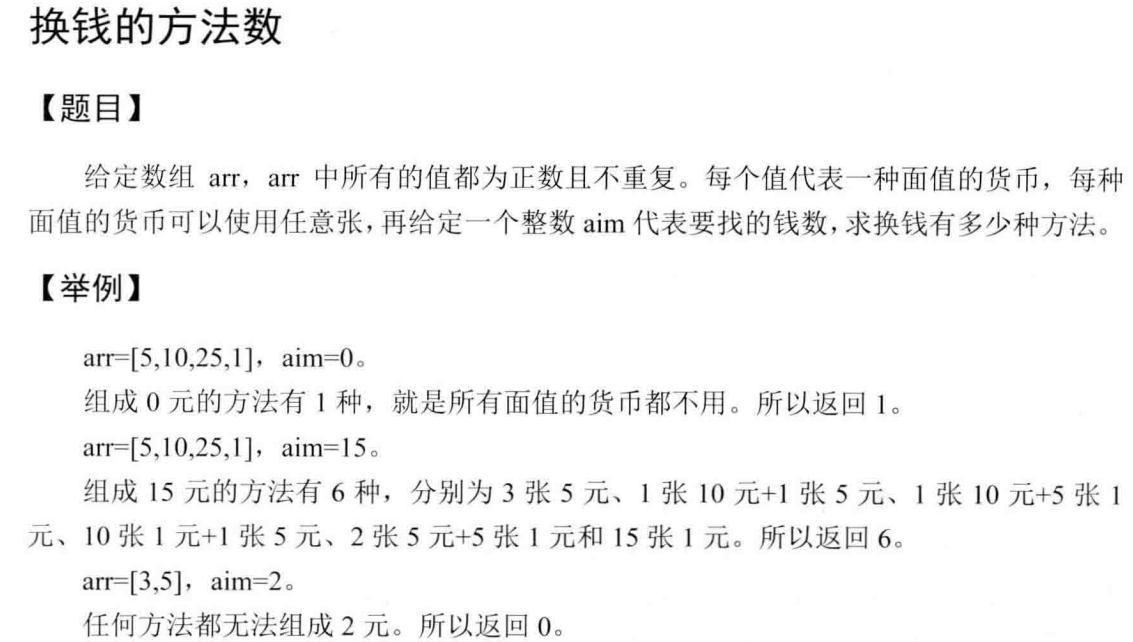 换钱的方法数
【题目】
给定数组 arr，arr 中所有的值都为正数且不重复。每个值代表一种面值的货币，每种
面值的货币可以使用任意张，再给定一个整数 aim 代表要找的钱数，求换钱有多少种方法。
【举例】
arr=[5,10,25,1]，aim=0。
组成 0 元的方法有 1 种，就是所有面值的货币都不用。所以返回 1。
arr=[5,10,25,1]，aim=15。
组成 15 元的方法有 6 种，分别为 3 张 5 元、1 张 10 元+1 张 5 元、1 张 10 元+5 张 1
元、10 张 1 元+1 张 5 元、2 张 5 元+5 张 1 元和 15 张 1 元。所以返回 6。
arr=[3,5]，aim=2。
任何方法都无法组成 2 元。所以返回 0。